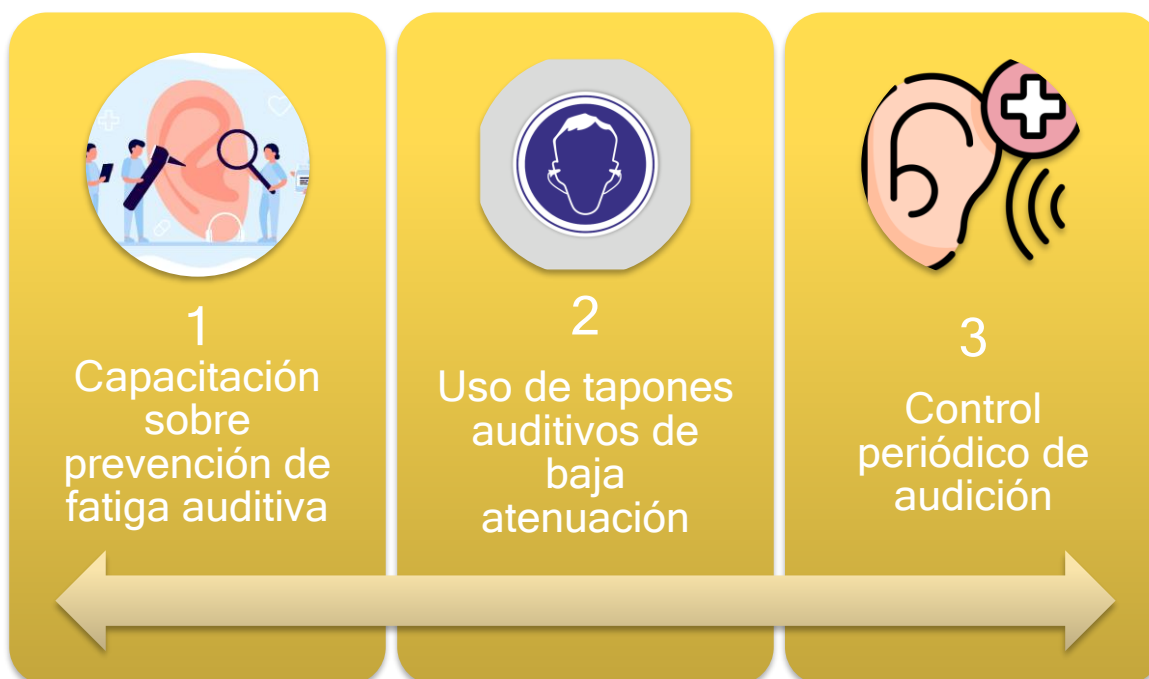 1
Capacitación
sobre
prevención de
fatiga auditiva
2
Uso de tapones
auditivos de
baja
atenuación
3
Control
periódico de
audición